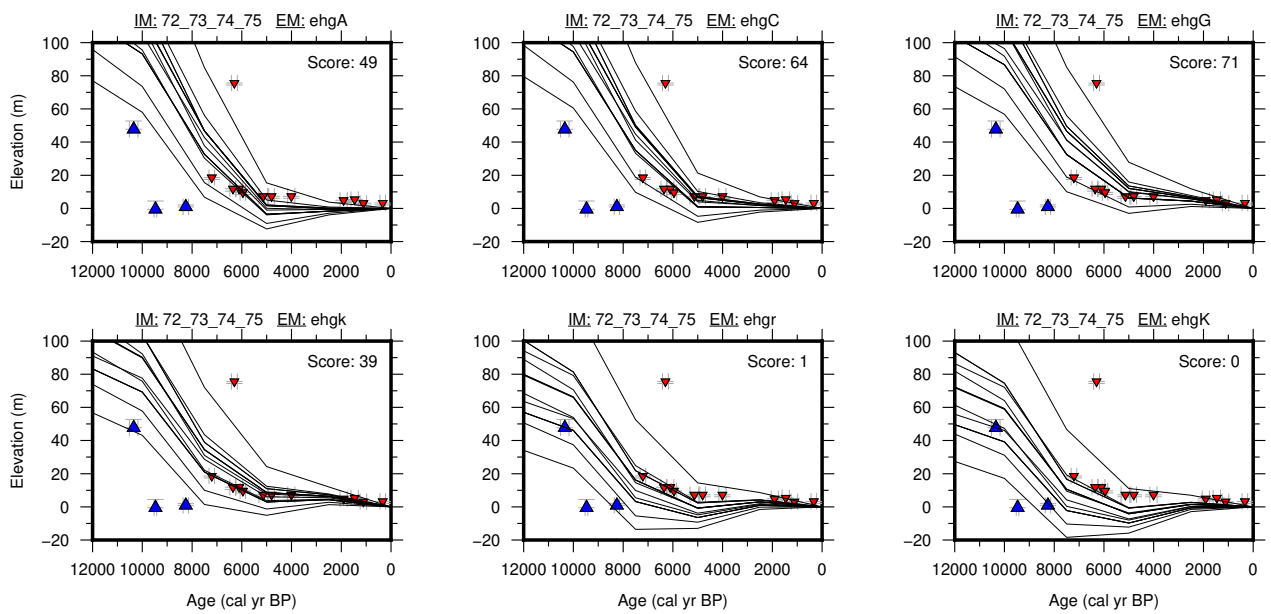 IM: 72_73_74_75 EM: ehgA
IM: 72_73_74_75 EM: ehgC
IM: 72_73_74_75 EM: ehgG
Elevation (m)
100
80
60
40
20
0
−20
Score: 49
12000 10000 8000 6000 4000 2000 0
100
80
60
40
20
0
−20
Score: 64
12000 10000 8000 6000 4000 2000 0
100
80
60
40
20
0
−20
Score: 71
12000 10000 8000 6000 4000 2000 0
IM: 72_73_74_75 EM: ehgk
IM: 72_73_74_75 EM: ehgr
IM: 72_73_74_75 EM: ehgK
Elevation (m)
100
80
60
40
20
0
−20
Score: 39
12000 10000 8000 6000 4000 2000 0
Age (cal yr BP)
100
80
60
40
20
0
−20
Score: 1
12000 10000 8000 6000 4000 2000 0
Age (cal yr BP)
100
80
60
40
20
0
−20
Score: 0
12000 10000 8000 6000 4000 2000 0
Age (cal yr BP)